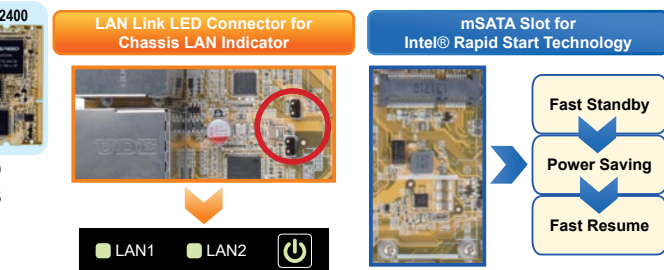 2400
LAN Link LED Connector for
Chassis LAN Indicator
mSATA Slot for
Intel® Rapid Start Technology
Fast Standby
Power Saving
Fast Resume
LAN1
LAN2